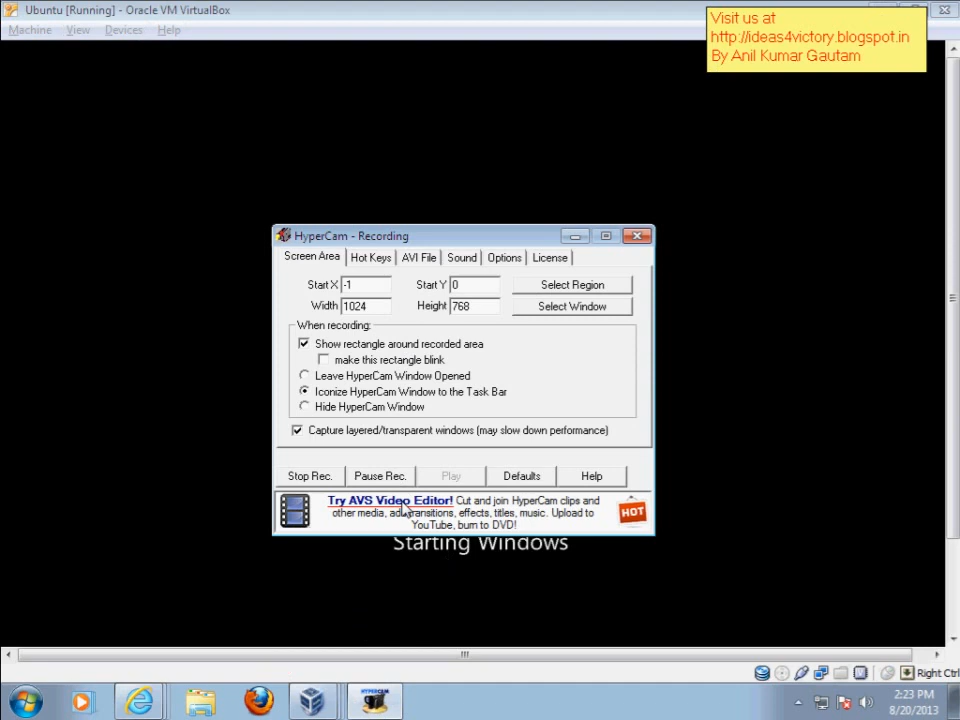 Ubuntu [Running] - Oracle VM VirtualBox
Machine View Devices Help
Visit us at
http://ideas4victory.blogspot.in
By Anil Kumar Gautam
HyperCam - Recording
Screen Area Hot Keys AVI File Sound Options License
Start X -1 Start Y 0 Select Region
Width 1024 Height 768 Select Window
When recording:
Show rectangle around recorded area
make this rectangle blink
Leave HyperCam Window Opened
Iconize HyperCam Window to the Task Bar
Hide HyperCam Window
Capture layered/transparent windows (may slow down performance)
Stop Rec. Pause Rec. Play Defaults Help
Try AVS Video Editor! Cut and join HyperCam clips and
other media, add transitions, effects, titles, music. Upload to
YouTube, burn to DVD!
HOT
Starting Windows
Right Ctrl
HYPERCAM
2:23 PM
8/20/2013